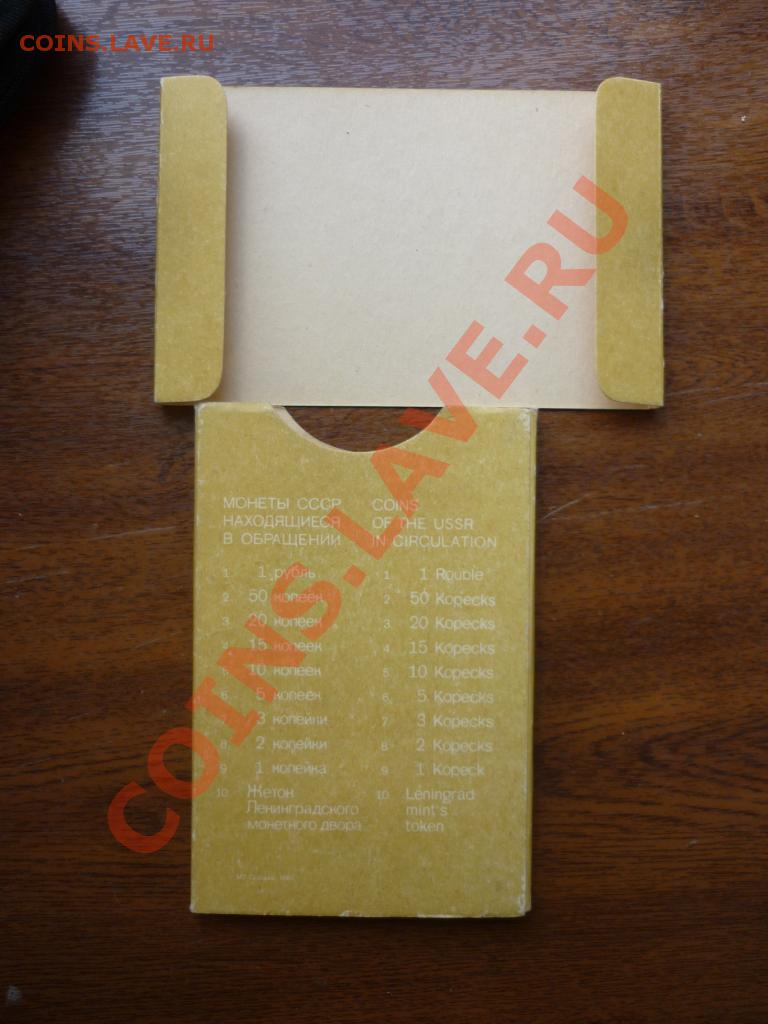 COINS.LAVE.RU
COINS.LAVE.RU
МОНЕТЫ СССР
НАХОДЯЩИЕСЯ
В ОБРАЩЕНИИ
1. 1 рубль
2. 50 копеек
3. 20 копеек
4. 15 копеек
5. 10 копеек
6. 5 копеек
7. 3 копейки
8. 2 копейки
9. 1 копейка
10. Жетон
Ленинградского
монетного двора
COINS
OF THE USSR
IN CIRCULATION
1. 1 Rouble
2. 50 Kopecks
3. 20 Kopecks
4. 15 Kopecks
5. 10 Kopecks
6. 5 Kopecks
7. 3 Kopecks
8. 2 Kopecks
9. 1 Kopeck
10. Leningrad
mint's
token